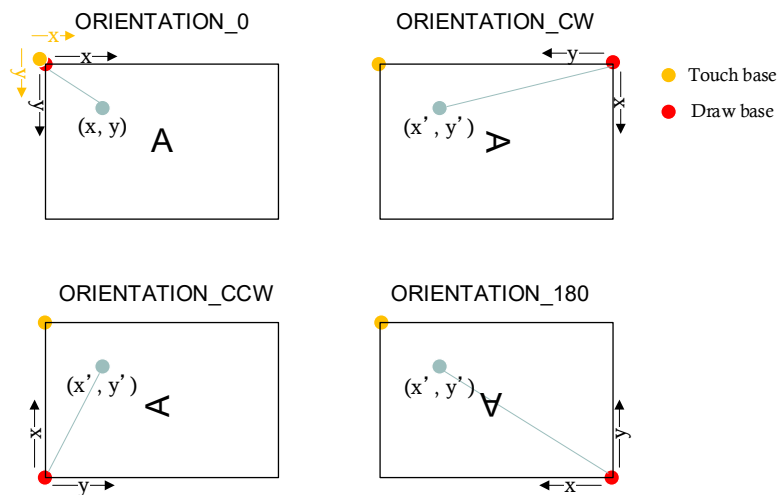 ORIENTATION_0
x
x
y
y
(x, y)
A
ORIENTATION_CW
y
x
(x', y')
A
Touch base
Draw base
ORIENTATION_CCW
(x', y')
A
x
y
ORIENTATION_180
(x', y')
A
y
x